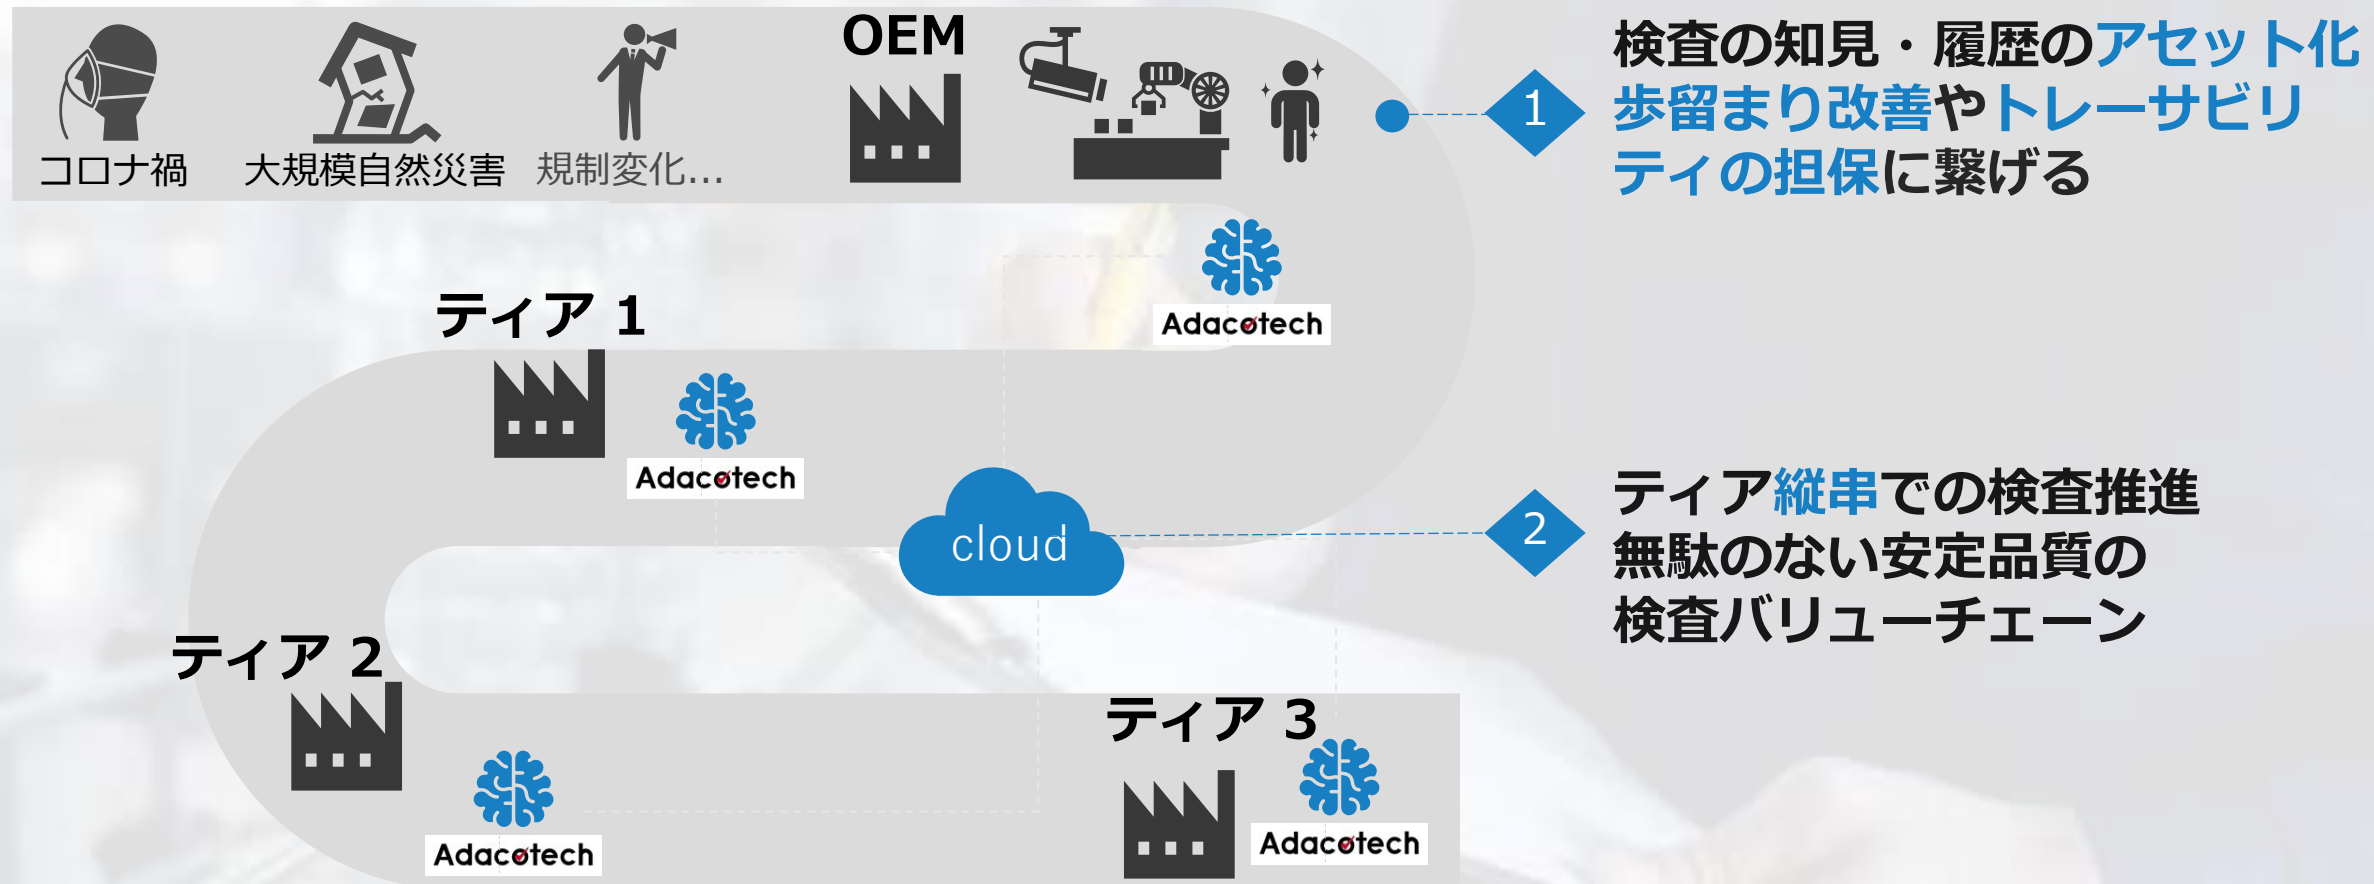 OEM
コロナ禍
大規模自然災害
規制変化...
1
検査の知見・履歴のアセット化
歩留まり改善やトレーサビリ
ティの担保に繋げる
Adacotech
ティア 1
Adacotech
cloud
2
ティア縦串での検査推進
無駄のない安定品質の
検査バリューチェーン
ティア 2
Adacotech
ティア 3
Adacotech